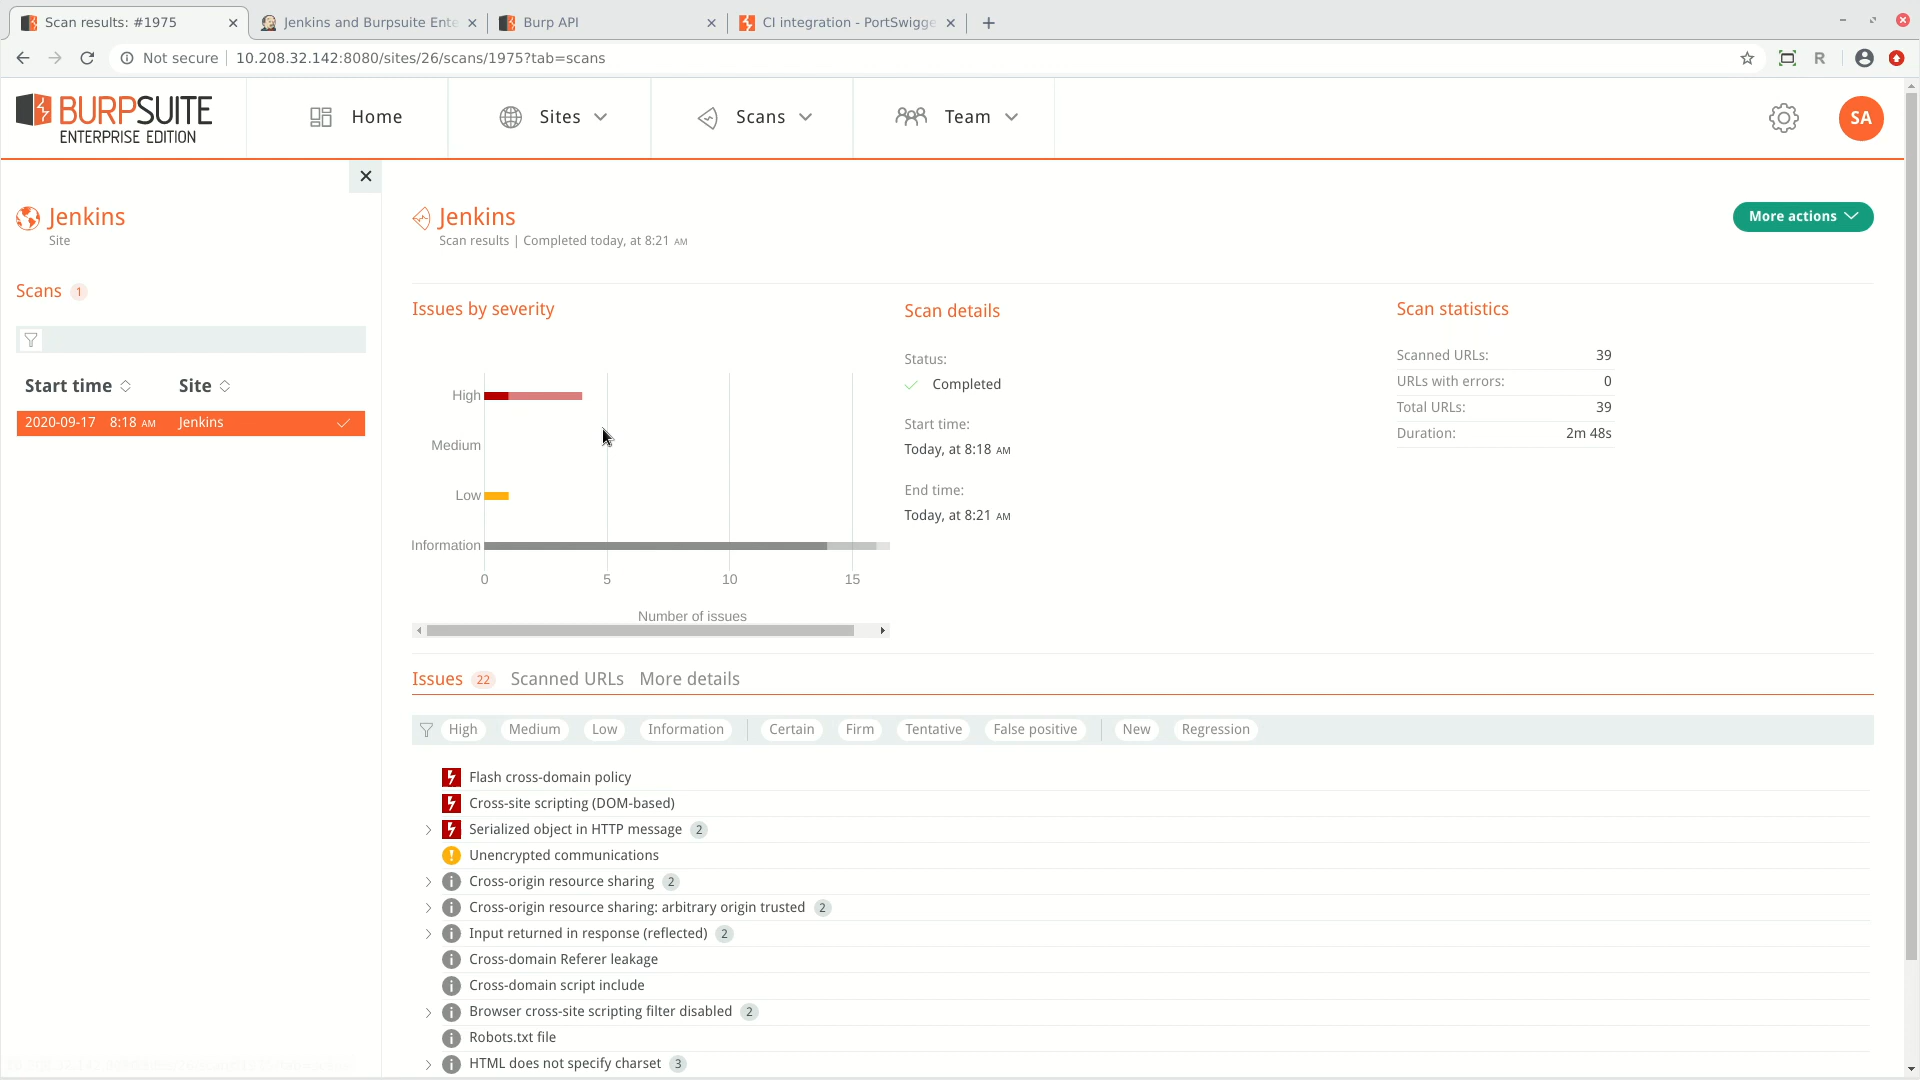 Scan results: #1975
Jenkins and Burpsuite Ente
Burp API
CI integration - PortSwigge
Not secure
10.208.32.142:8080/sites/26/scans/1975?tab=scans
R
BURPSUITE
ENTERPRISE EDITION
Home
Sites
Scans
Team
SA
Jenkins
Site
Scans 1
Start time
Site
2020-09-17 8:18 AM Jenkins
Jenkins
Scan results | Completed today, at 8:21 AM
More actions
Issues by severity
High
Medium
Low
Information
0 5 10 15
Number of issues
Scan details
Status:
Completed
Start time:
Today, at 8:18 AM
End time:
Today, at 8:21 AM
Scan statistics
Scanned URLs: 39
URLs with errors: 0
Total URLs: 39
Duration: 2m 48s
Issues 22 Scanned URLs More details
High Medium Low Information Certain Firm Tentative False positive New Regression
Flash cross-domain policy
Cross-site scripting (DOM-based)
Serialized object in HTTP message 2
Unencrypted communications
Cross-origin resource sharing 2
Cross-origin resource sharing: arbitrary origin trusted 2
Input returned in response (reflected) 2
Cross-domain Referer leakage
Cross-domain script include
Browser cross-site scripting filter disabled 2
Robots.txt file
HTML does not specify charset 3